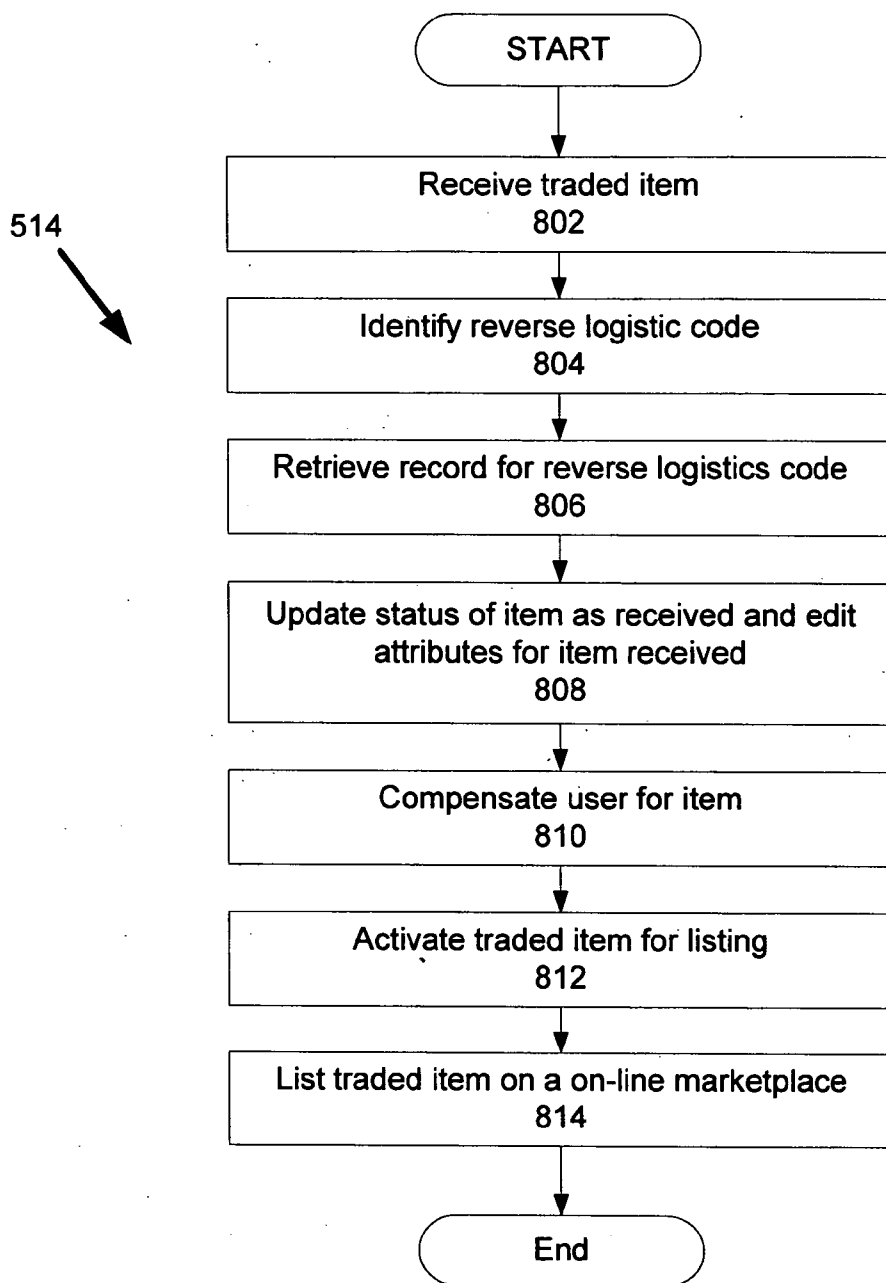 START
Receive traded item
802
514
Identify reverse logistic code
804
Retrieve record for reverse logistics code
806
Update status of item as received and edit
attributes for item received
808
Compensate user for item
810
Activate traded item for listing
812
List traded item on a on-line marketplace
814
End